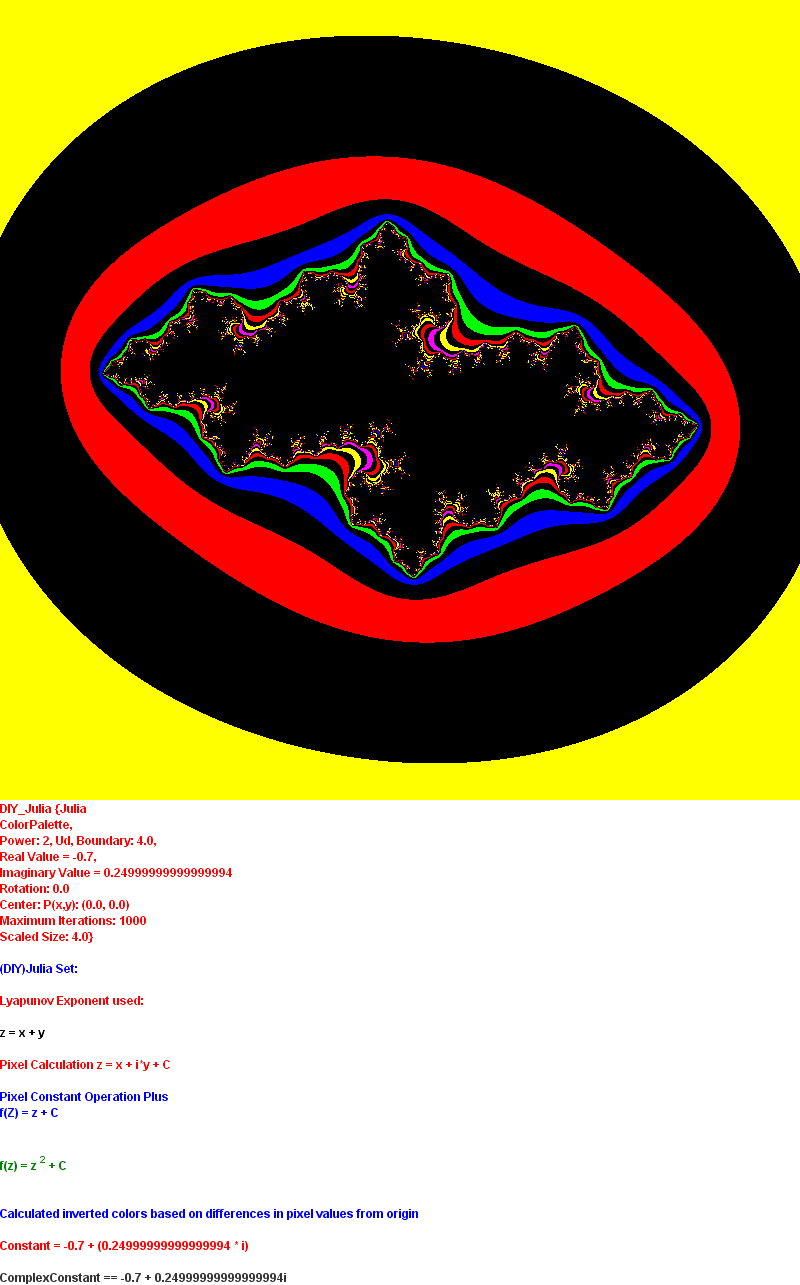 DIY_Julia {Julia
ColorPalette,
Power: 2, Ud, Boundary: 4.0,
Real Value = -0.7,
Imaginary Value = 0.24999999999999994
Rotation: 0.0
Center: P(x,y): (0.0, 0.0)
Maximum Iterations: 1000
Scaled Size: 4.0}
(DIY)Julia Set:
Lyapunov Exponent used:
z = x + y
Pixel Calculation z = x + i*y + C
Pixel Constant Operation Plus
f(Z) = z + C
f(z) = z 2 + C
Calculated inverted colors based on differences in pixel values from origin
Constant = -0.7 + (0.24999999999999994 * i)
ComplexConstant == -0.7 + 0.24999999999999994i